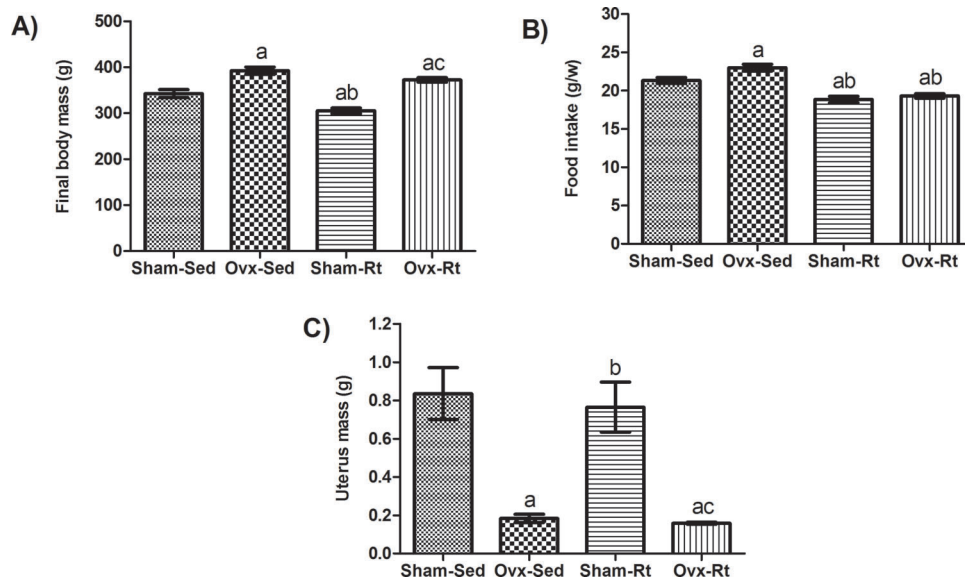 A)
Final body mass (g)
500
400
300
200
100
0
a
ab
ac
Sham-Sed Ovx-Sed Sham-Rt Ovx-Rt
B)
Food intake (g/w)
30
25
20
15
10
5
0
a
ab
ab
Sham-Sed Ovx-Sed Sham-Rt Ovx-Rt
C)
Uterus mass (g)
1.2
1.0
0.8
0.6
0.4
0.2
0.0
a
b
ac
Sham-Sed Ovx-Sed Sham-Rt Ovx-Rt